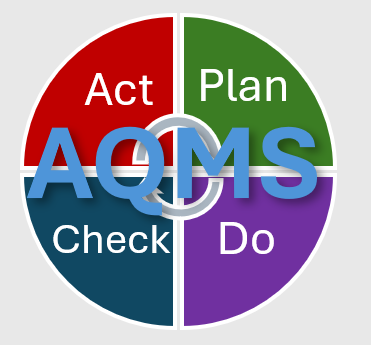 Act Plan
AQMS
Check Do